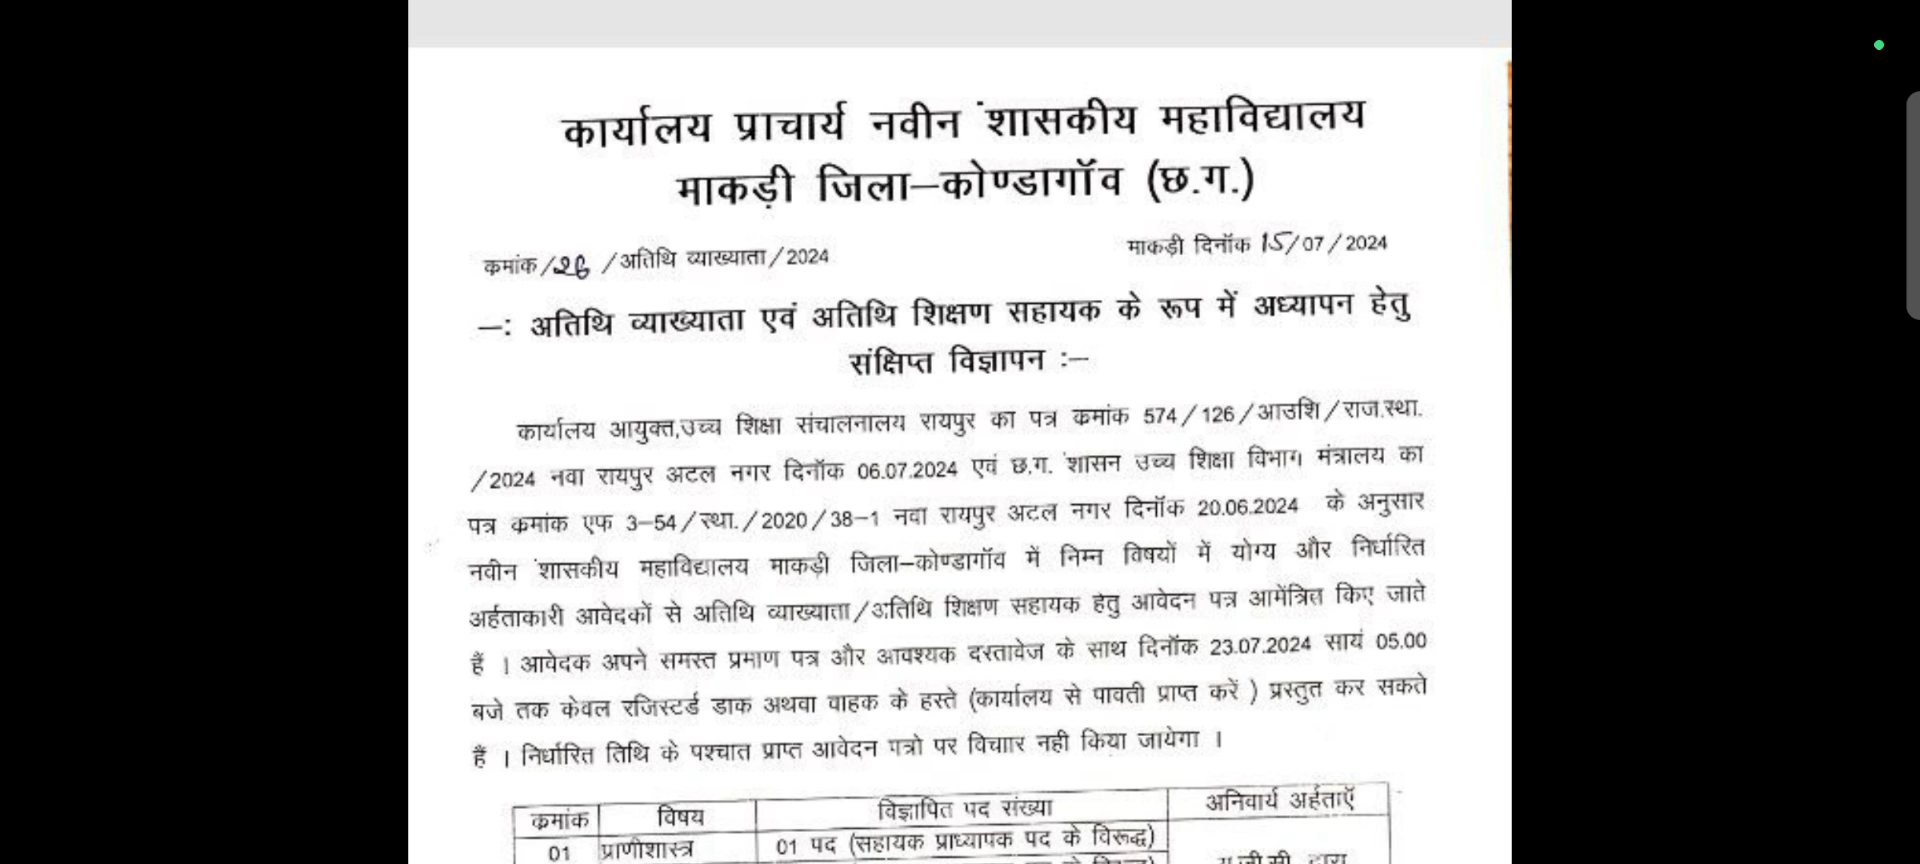 कार्यालय प्राचार्य नवीन शासकीय महाविद्यालय
माकड़ी जिला–कोण्डागॉव (छ.ग.)
क्रमांक/26 /अतिथि व्याख्याता/2024
माकड़ी दिनॉक 15/07/2024
–: अतिथि व्याख्याता एवं अतिथि शिक्षण सहायक के रूप में अध्यापन हेतु
संक्षिप्त विज्ञापन :–
कार्यालय आयुक्त,उच्च शिक्षा संचालनालय रायपुर का पत्र क्रमांक 574/126/आउशि/राज.स्था.
/2024 नवा रायपुर अटल नगर दिनॉक 06.07.2024 एवं छ.ग. शासन उच्च शिक्षा विभाग मंत्रालय का
पत्र क्रमांक एफ 3–54/स्था./2020/38–1 नवा रायपुर अटल नगर दिनॉक 20.06.2024 के अनुसार
नवीन शासकीय महाविद्यालय माकड़ी जिला–कोण्डागॉव में निम्न विषयों में योग्य और निर्धारित
अर्हताकारी आवेदकों से अतिथि व्याख्याता/अतिथि शिक्षण सहायक हेतु आवेदन पत्र आमेंत्रित किए जाते
हैं । आवेदक अपने समस्त प्रमाण पत्र और आवश्यक दस्तावेज के साथ दिनॉक 23.07.2024 सायं 05.00
बजे तक केवल रजिस्टर्ड डाक अथवा वाहक के हस्ते (कार्यालय से पावती प्राप्त करें ) प्रस्तुत कर सकते
हैं । निर्धारित तिथि के पश्चात प्राप्त आवेदन पत्रो पर विचाार नही किया जायेगा ।
क्रमांक विषय विज्ञापित पद संख्या अनिवार्य अर्हताऍ
01 प्राणीशास्त्र 01 पद (सहायक प्राध्यापक पद के विरूद्ध)